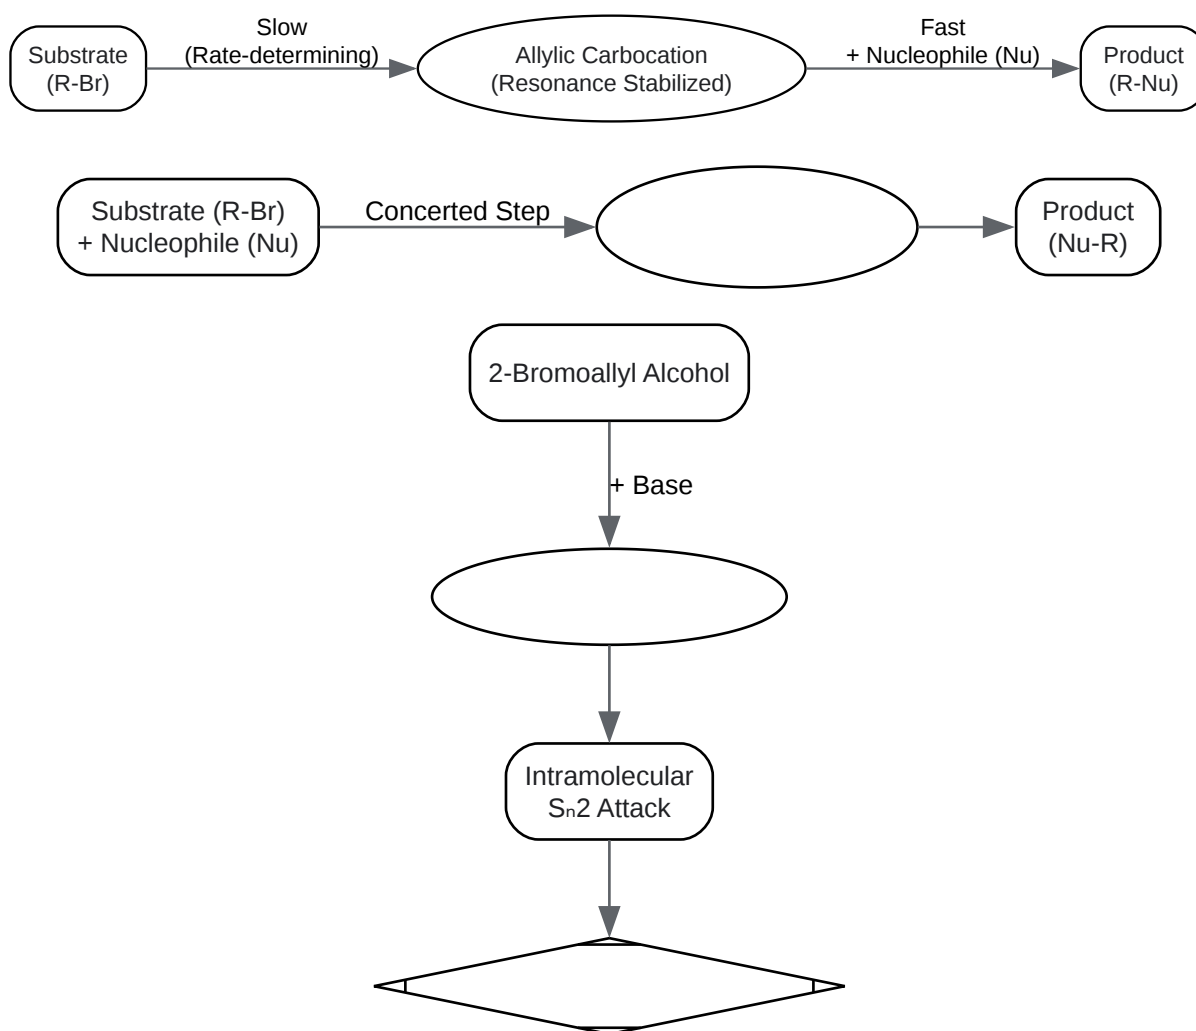 Slow
(Rate-determining)
Substrate
(R-Br)
Allylic Carbocation
(Resonance Stabilized)
Fast
+ Nucleophile (Nu)
Product
(R-Nu)
Substrate (R-Br)
+ Nucleophile (Nu)
Concerted Step
Product
(Nu-R)
2-Bromoallyl Alcohol
+ Base
Intramolecular
Sₙ2 Attack